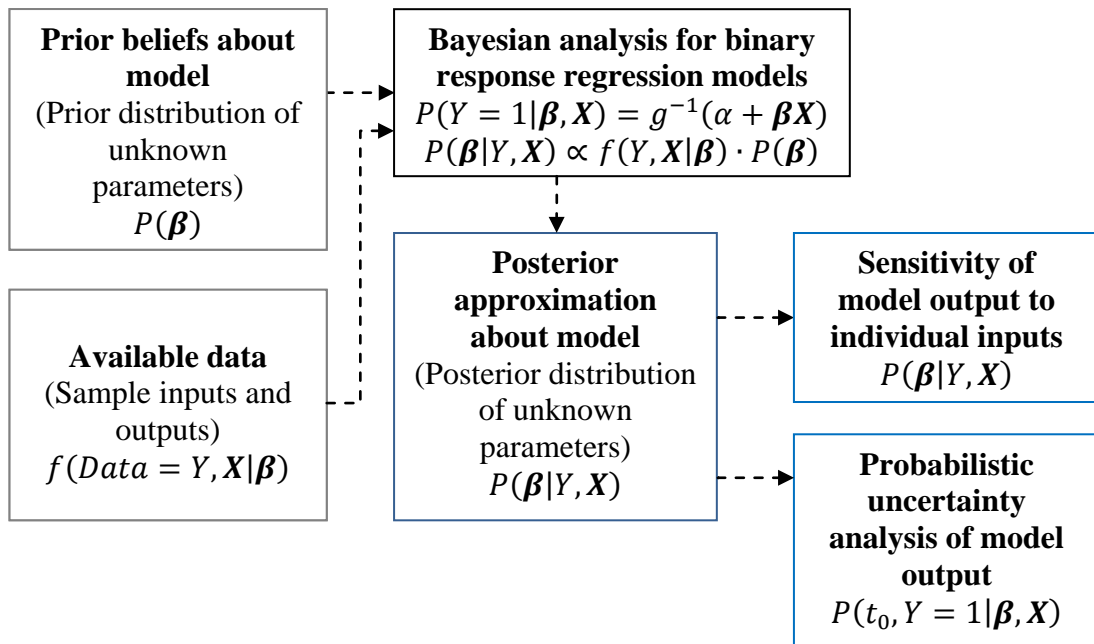 Prior beliefs about
model
(Prior distribution of
unknown
parameters)
P(𝜷)
Available data
(Sample inputs and
outputs)
f(Data = Y, 𝑿|𝜷)
Bayesian analysis for binary
response regression models
P(Y = 1|𝜷, 𝑿) = g⁻¹(α + 𝜷𝑿)
P(𝜷|Y, 𝑿) ∝ f(Y, 𝑿|𝜷) · P(𝜷)
Posterior
approximation
about model
(Posterior distribution
of unknown
parameters)
P(𝜷|Y, 𝑿)
Sensitivity of
model output to
individual inputs
P(𝜷|Y, 𝑿)
Probabilistic
uncertainty
analysis of model
output
P(t₀, Y = 1|𝜷, 𝑿)